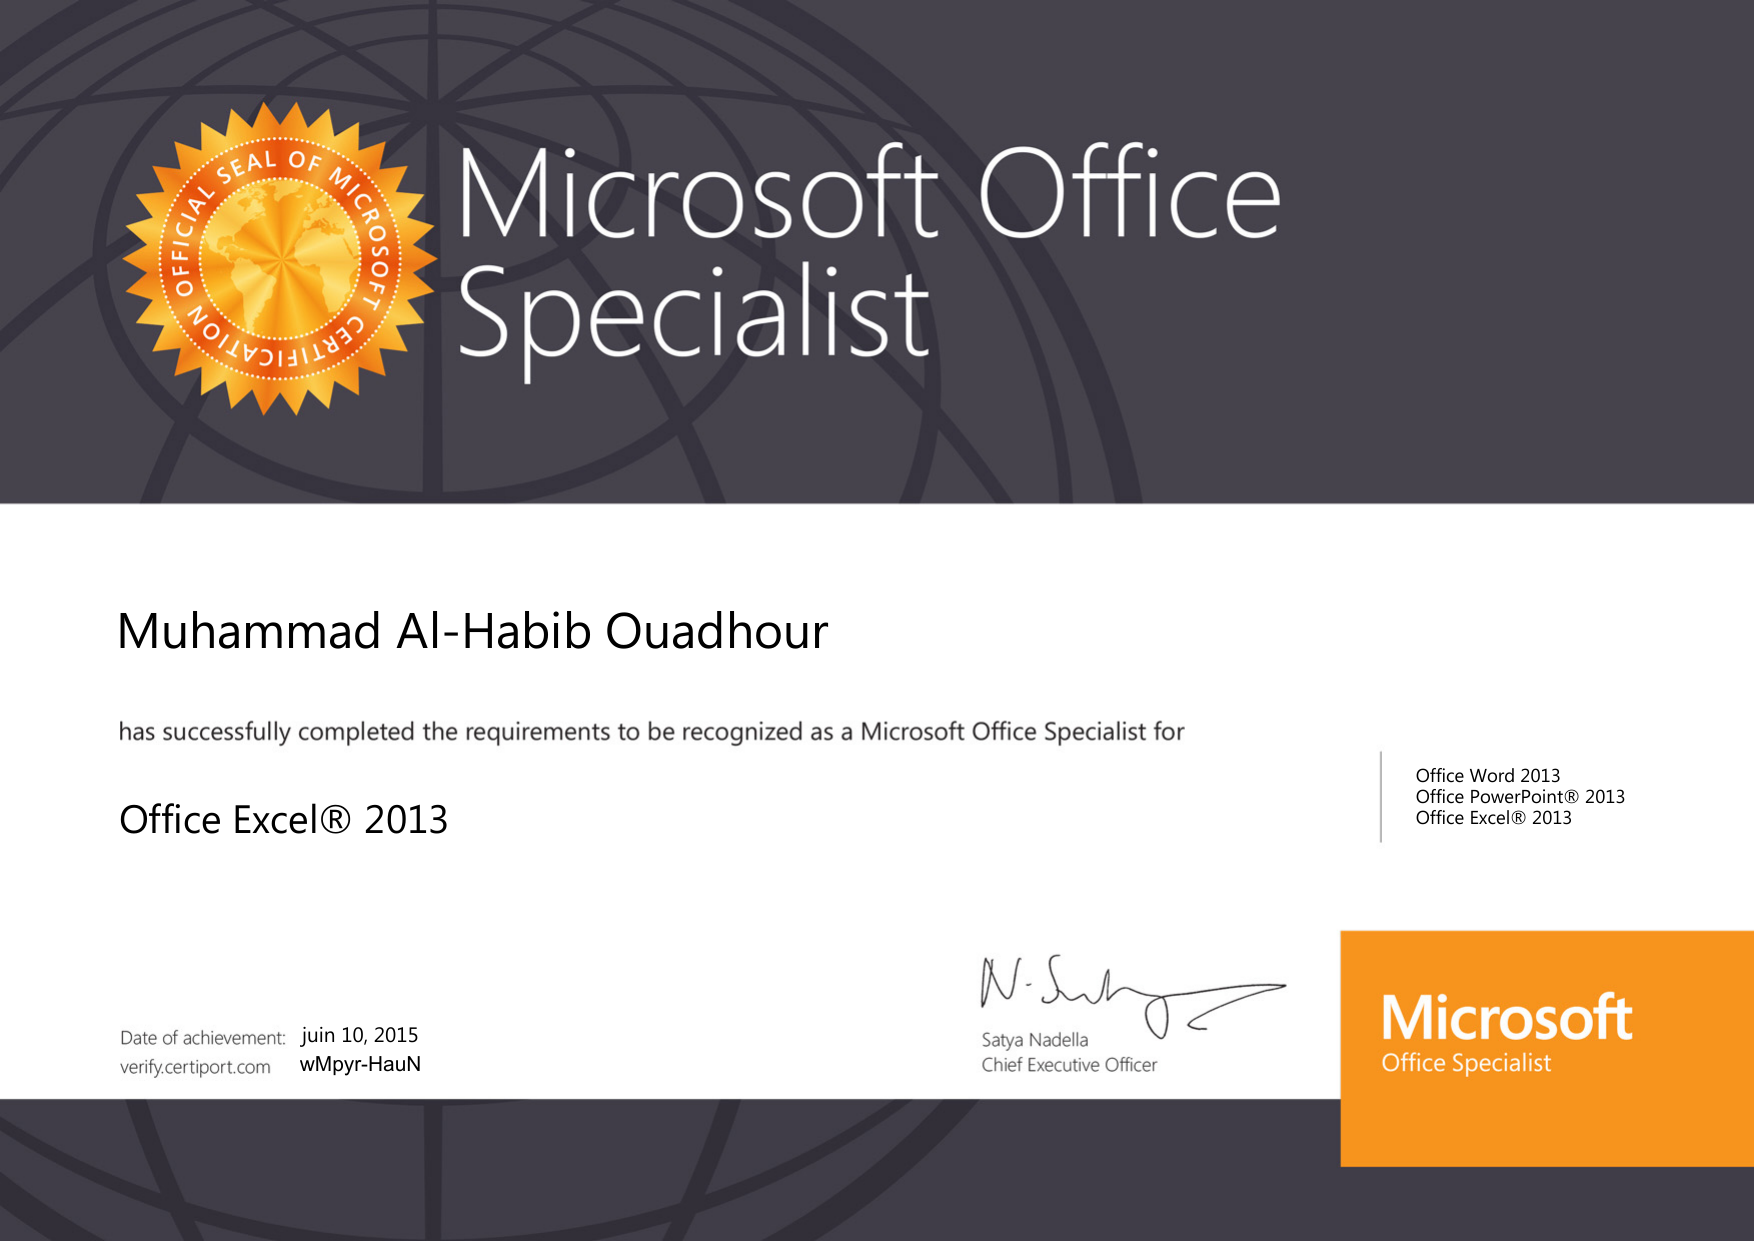 OFFICIAL SEAL OF MICROSOFT CERTIFICATION
Microsoft Office
Specialist
Muhammad Al-Habib Ouadhour
has successfully completed the requirements to be recognized as a Microsoft Office Specialist for
Office Excel® 2013
Office Word 2013
Office PowerPoint® 2013
Office Excel® 2013
Date of achievement: juin 10, 2015
verify.certiport.com wMpyr-HauN
N. Satya
Satya Nadella
Chief Executive Officer
Microsoft
Office Specialist